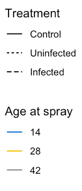 Treatment
Control
Uninfected
Infected
Age at spray
14
28
42